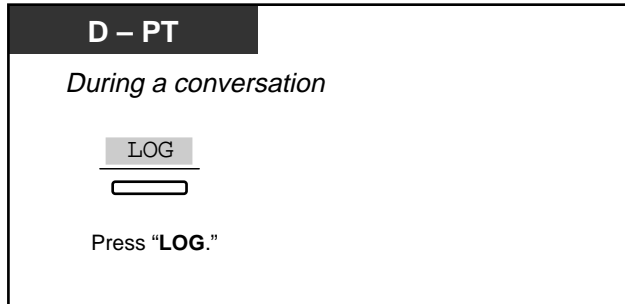 D – PT
During a conversation
LOG
Press “LOG.”